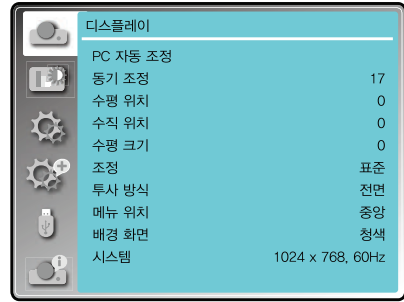 디스플레이
PC 자동 조정
동기 조정 17
수평 위치 0
수직 위치 0
수평 크기 0
조정 표준
투사 방식 전면
메뉴 위치 중앙
배경 화면 청색
시스템 1024 x 768, 60Hz